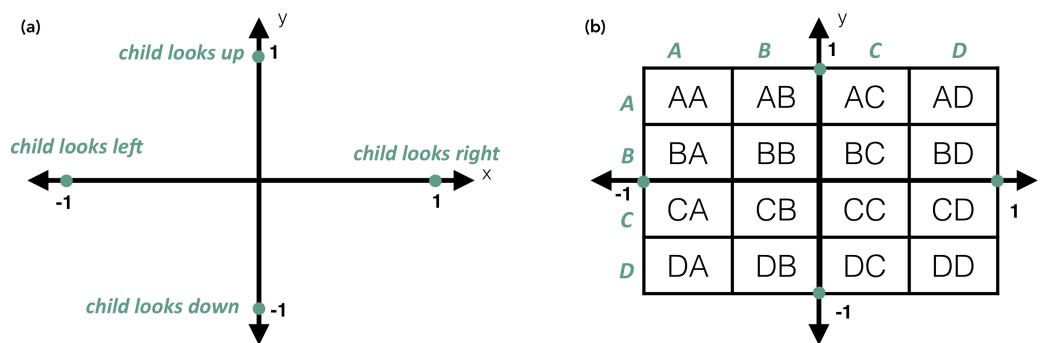 (a)
y
child looks up
1
child looks left
child looks right
x
-1
1
child looks down
-1
(b)
y
1
A B C D
A AA AB AC AD
B BA BB BC BD
-1
1
C CA CB CC CD
D DA DB DC DD
-1